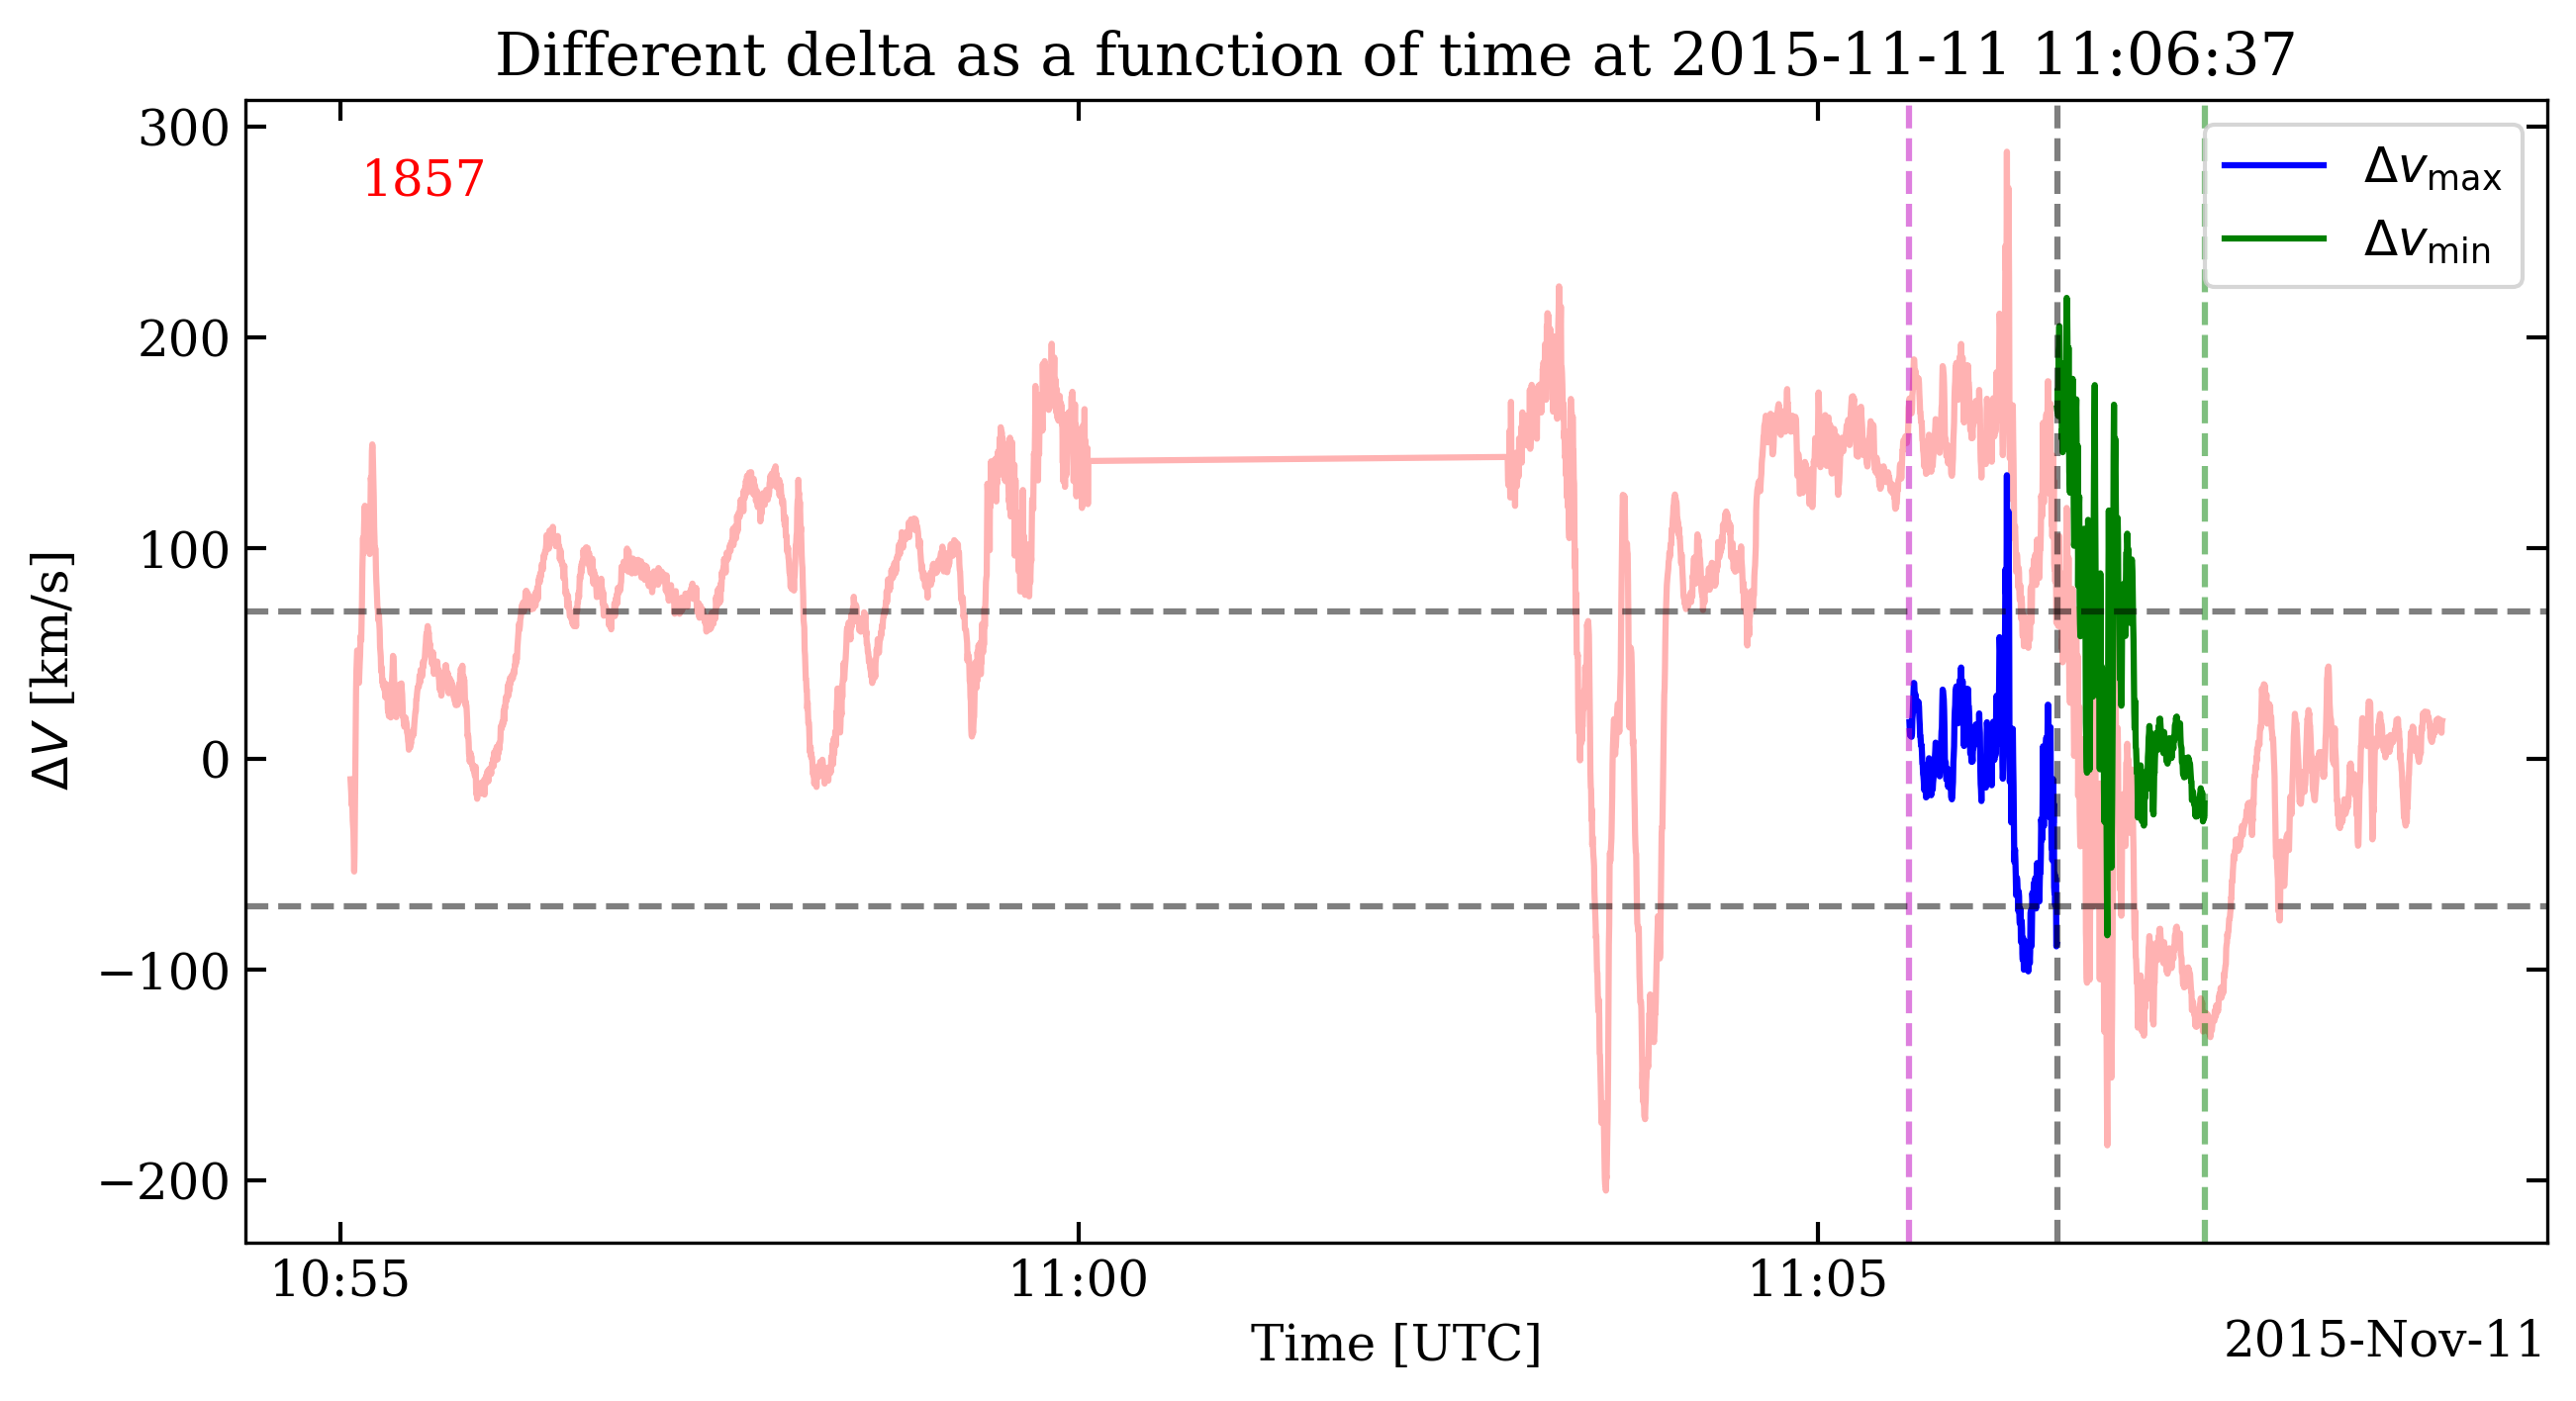 Different delta as a function of time at 2015-11-11 11:06:37
300
1857
Δvmax
Δvmin
200
100
0
−100
−200
ΔV [km/s]
10:55 11:00 11:05
Time [UTC]
2015-Nov-11